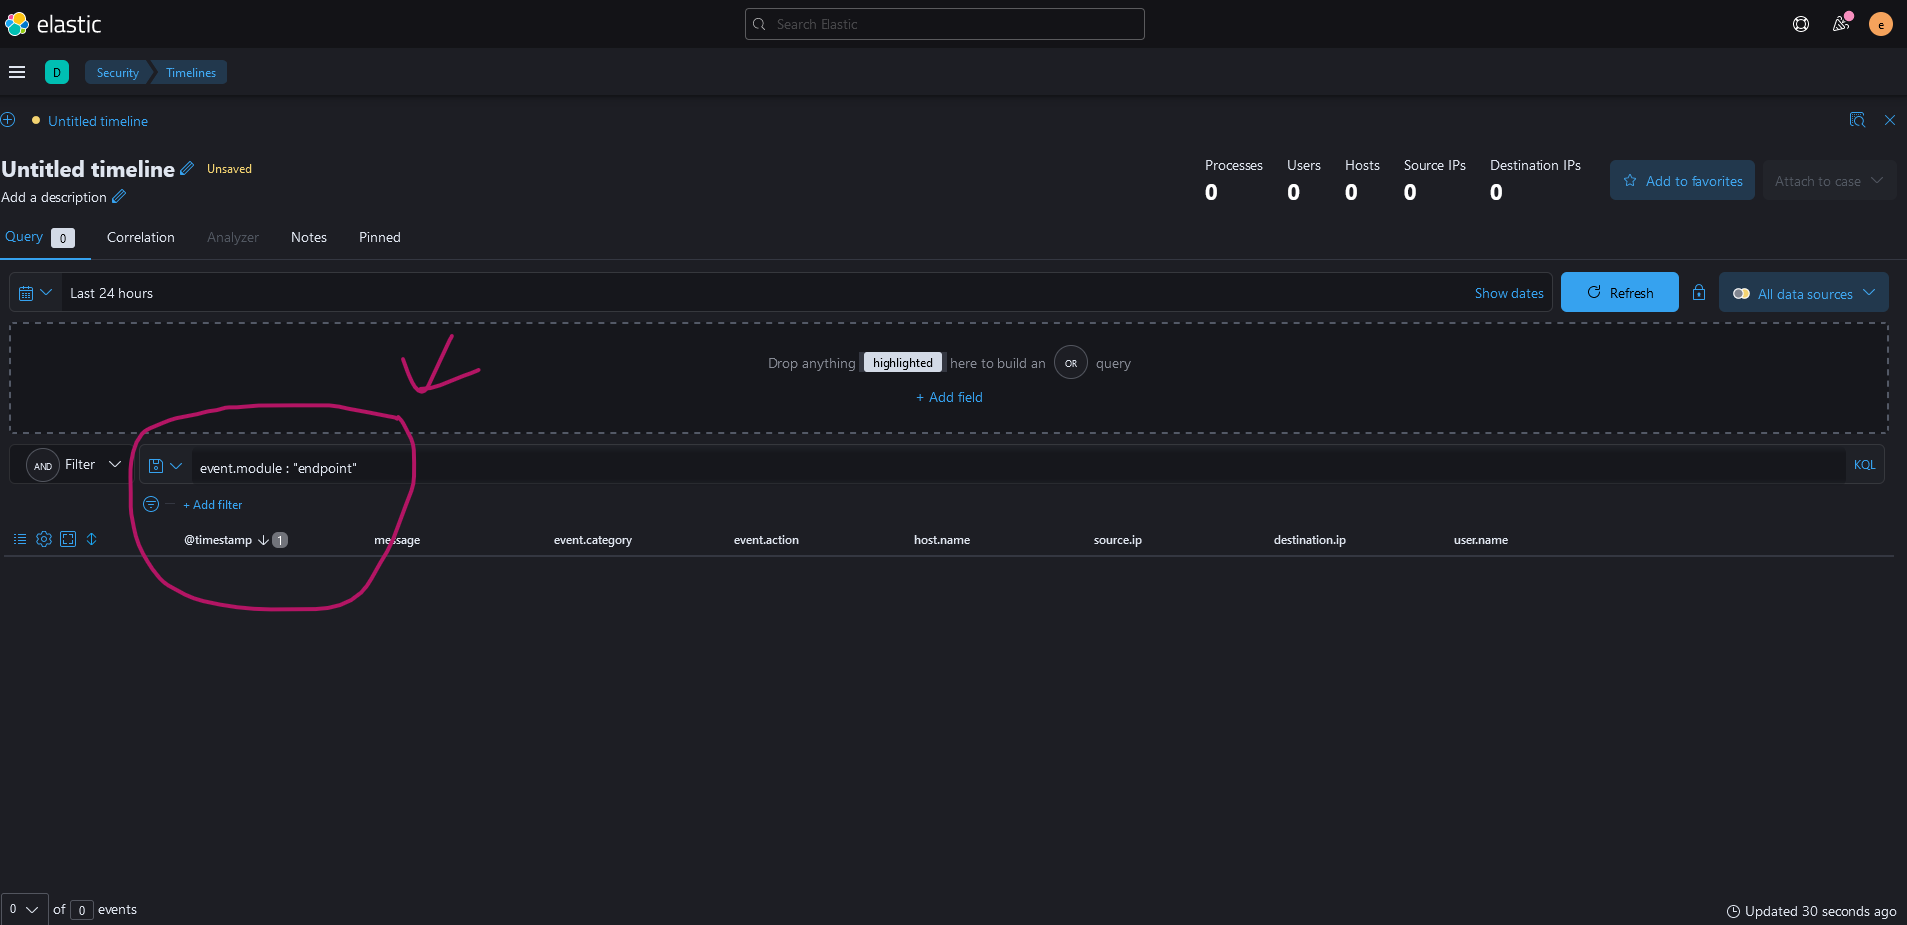 elastic
Search Elastic
e
D Security Timelines
Untitled timeline
Untitled timeline Unsaved
Add a description
Processes Users Hosts Source IPs Destination IPs
0 0 0 0 0
Add to favorites Attach to case
Query 0 Correlation Analyzer Notes Pinned
Last 24 hours Show dates Refresh All data sources
Drop anything highlighted here to build an OR query
+ Add field
AND Filter event.module : "endpoint" KQL
+ Add filter
@timestamp 1 message event.category event.action host.name source.ip destination.ip user.name
0 of 0 events
Updated 30 seconds ago